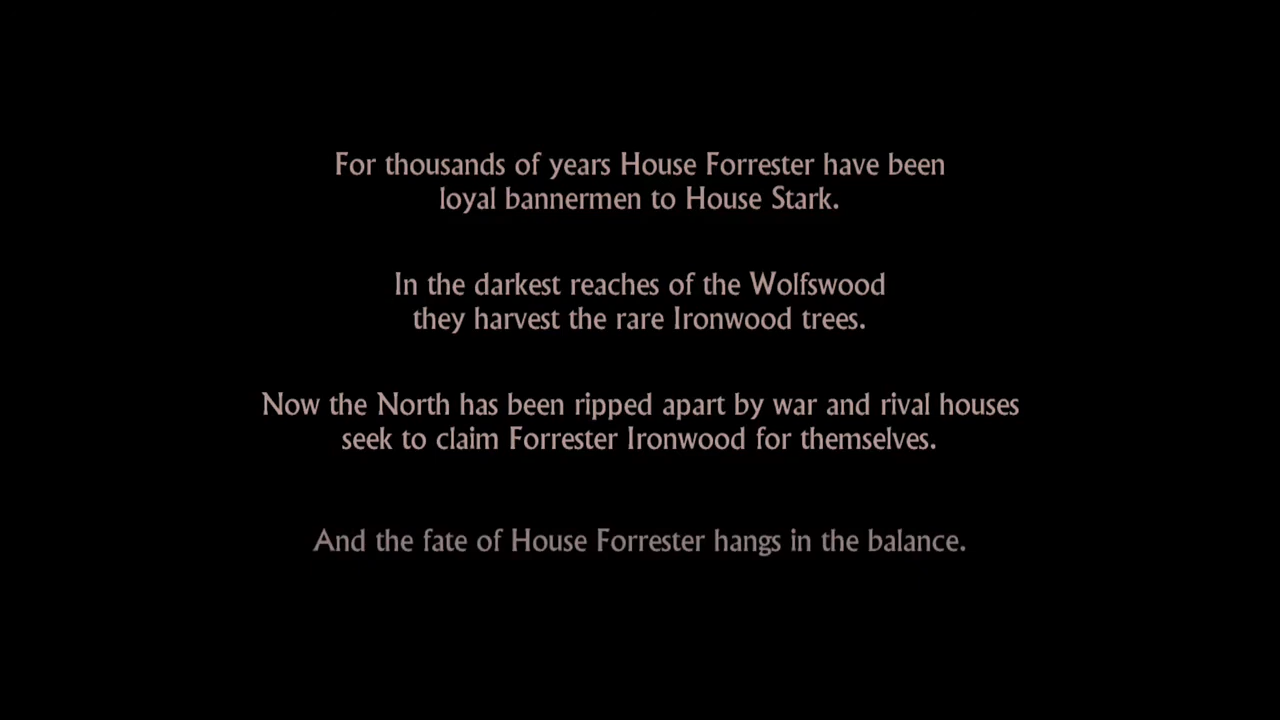 For thousands of years House Forrester have been
loyal bannermen to House Stark.
In the darkest reaches of the Wolfswood
they harvest the rare Ironwood trees.
Now the North has been ripped apart by war and rival houses
seek to claim Forrester Ironwood for themselves.
And the fate of House Forrester hangs in the balance.